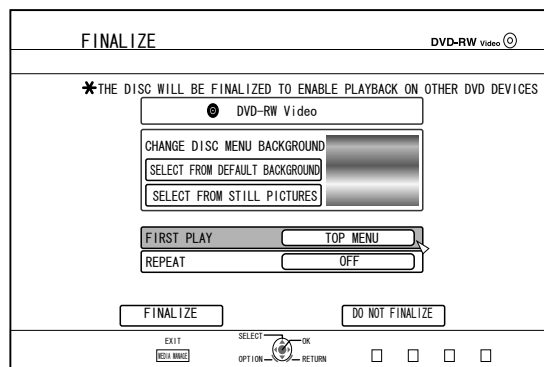 FINALIZE
DVD-RW Video
*THE DISC WILL BE FINALIZED TO ENABLE PLAYBACK ON OTHER DVD DEVICES
DVD-RW Video
CHANGE DISC MENU BACKGROUND
SELECT FROM DEFAULT BACKGROUND
SELECT FROM STILL PICTURES
FIRST PLAY TOP MENU
REPEAT OFF
FINALIZE DO NOT FINALIZE
EXIT
MEDIA MANAGE
SELECT OK
OPTION RETURN